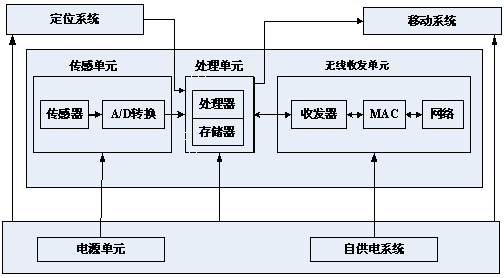 定位系统
移动系统
传感单元
处理单元
无线收发单元
传感器
A/D转换
处理器
存储器
收发器
MAC
网络
电源单元
自供电系统